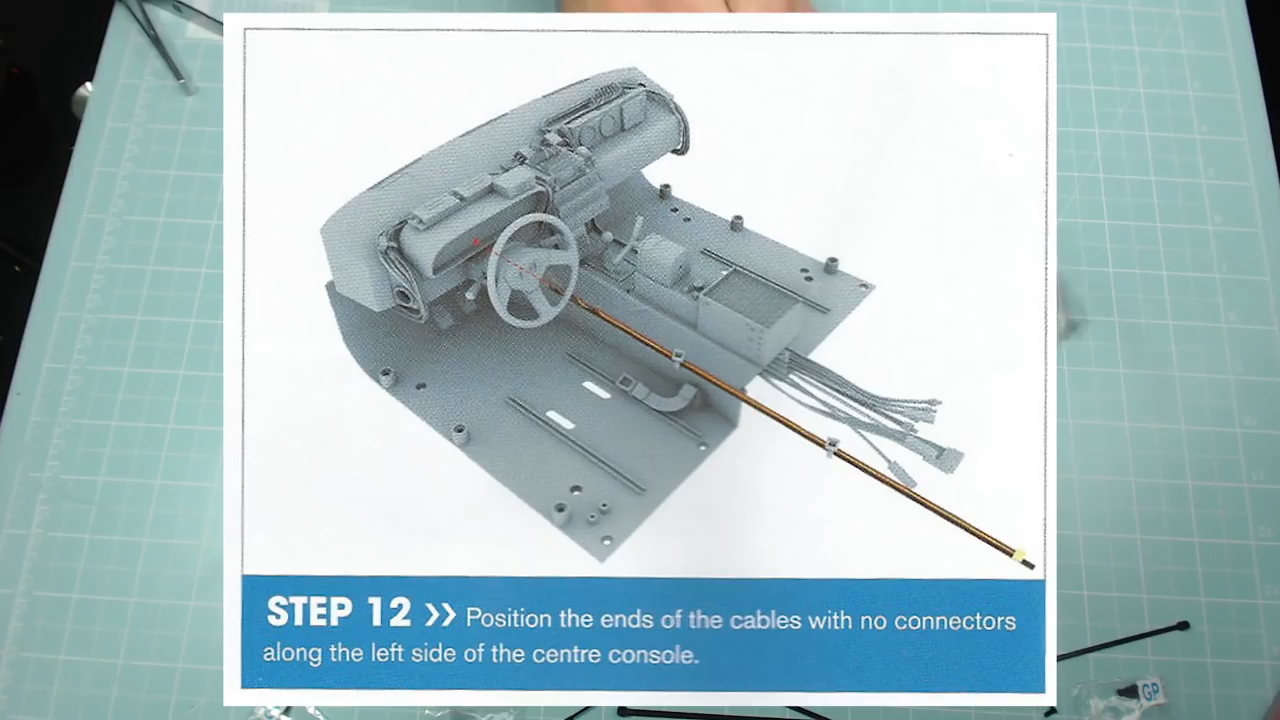 STEP 12 >> Position the ends of the cables with no connectors
along the left side of the centre console.
GP